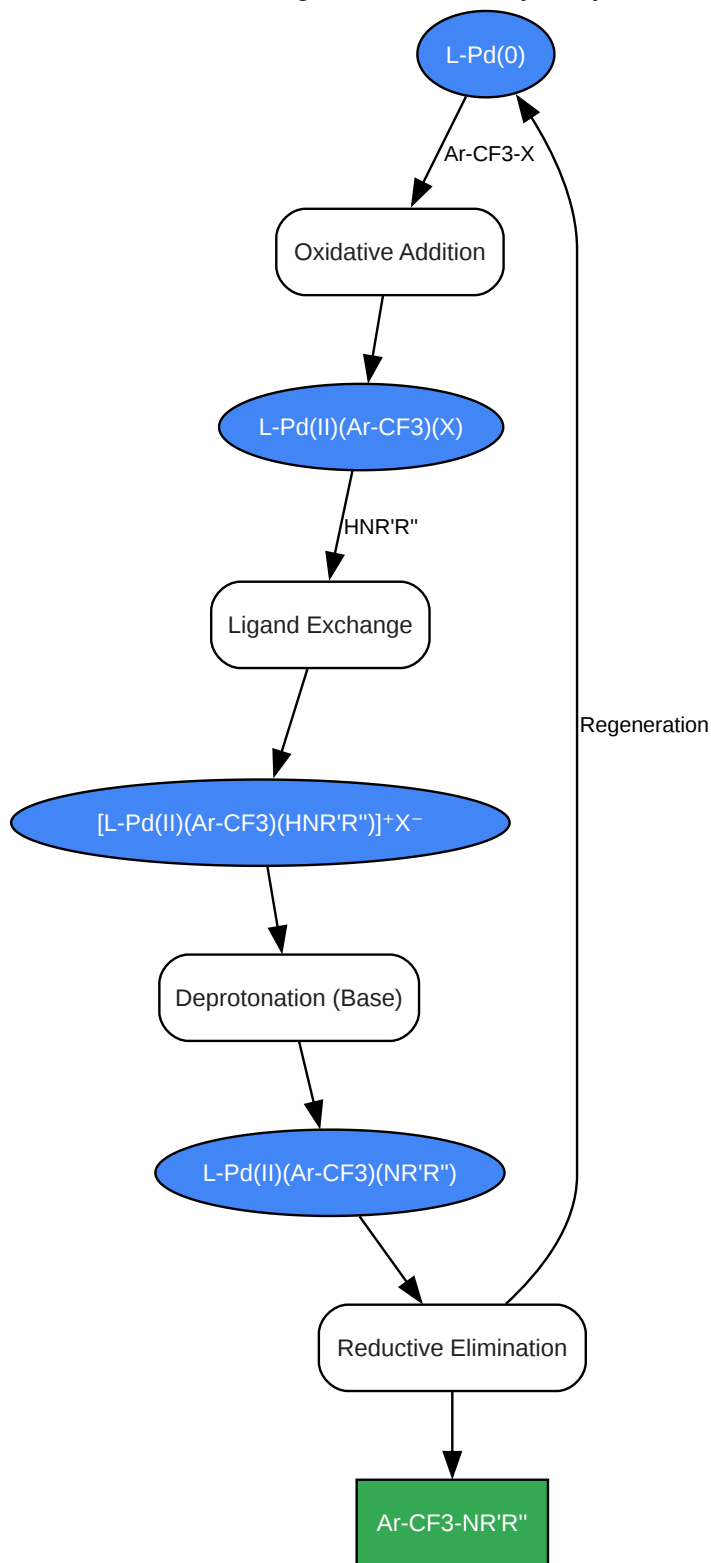 L-Pd(0)
Ar-CF3-X
Oxidative Addition
L-Pd(II)(Ar-CF3)(X)
HNR'R''
Ligand Exchange
Regeneration
[L-Pd(II)(Ar-CF3)(HNR'R'')]⁺X⁻
Deprotonation (Base)
L-Pd(II)(Ar-CF3)(NR'R'')
Reductive Elimination
Ar-CF3-NR'R''